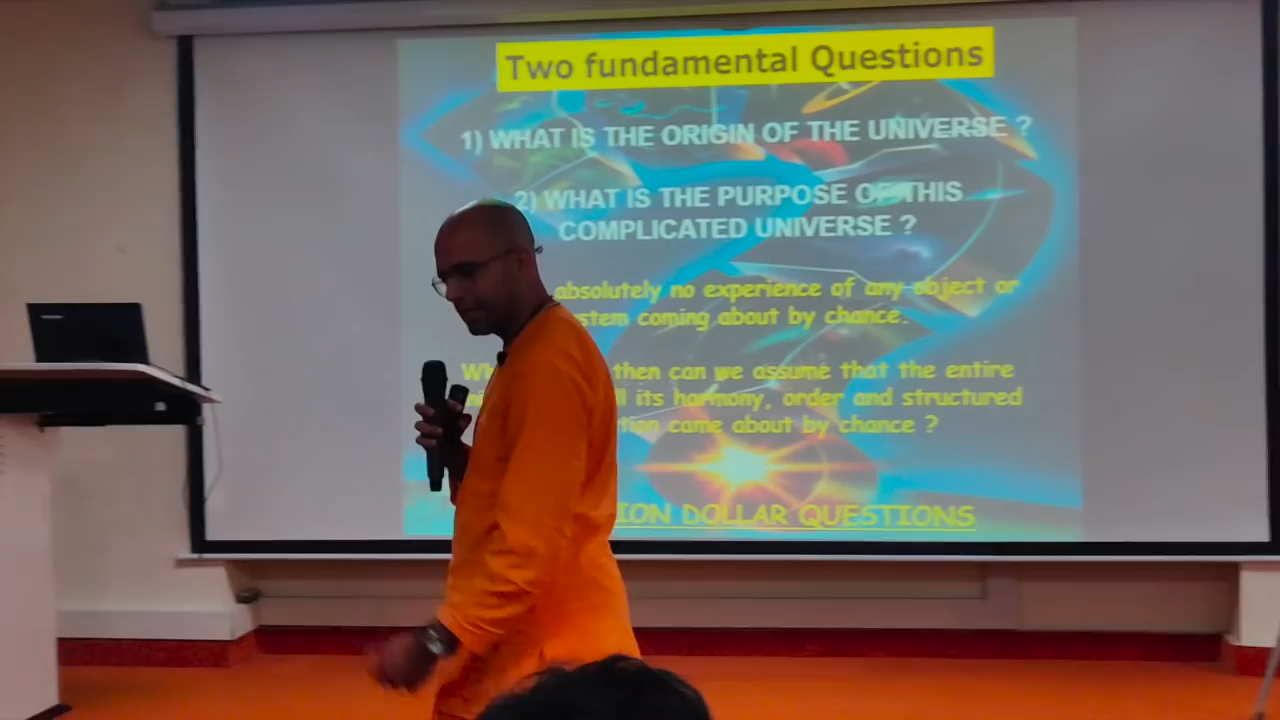 Two fundamental Questions
1) WHAT IS THE ORIGIN OF THE UNIVERSE ?
2) WHAT IS THE PURPOSE OF THIS
COMPLICATED UNIVERSE ?
absolutely no experience of any object or
coming about by chance.
then can we assume that the entire
its harmony, order and structured
came about by chance ?
DOLLAR QUESTIONS